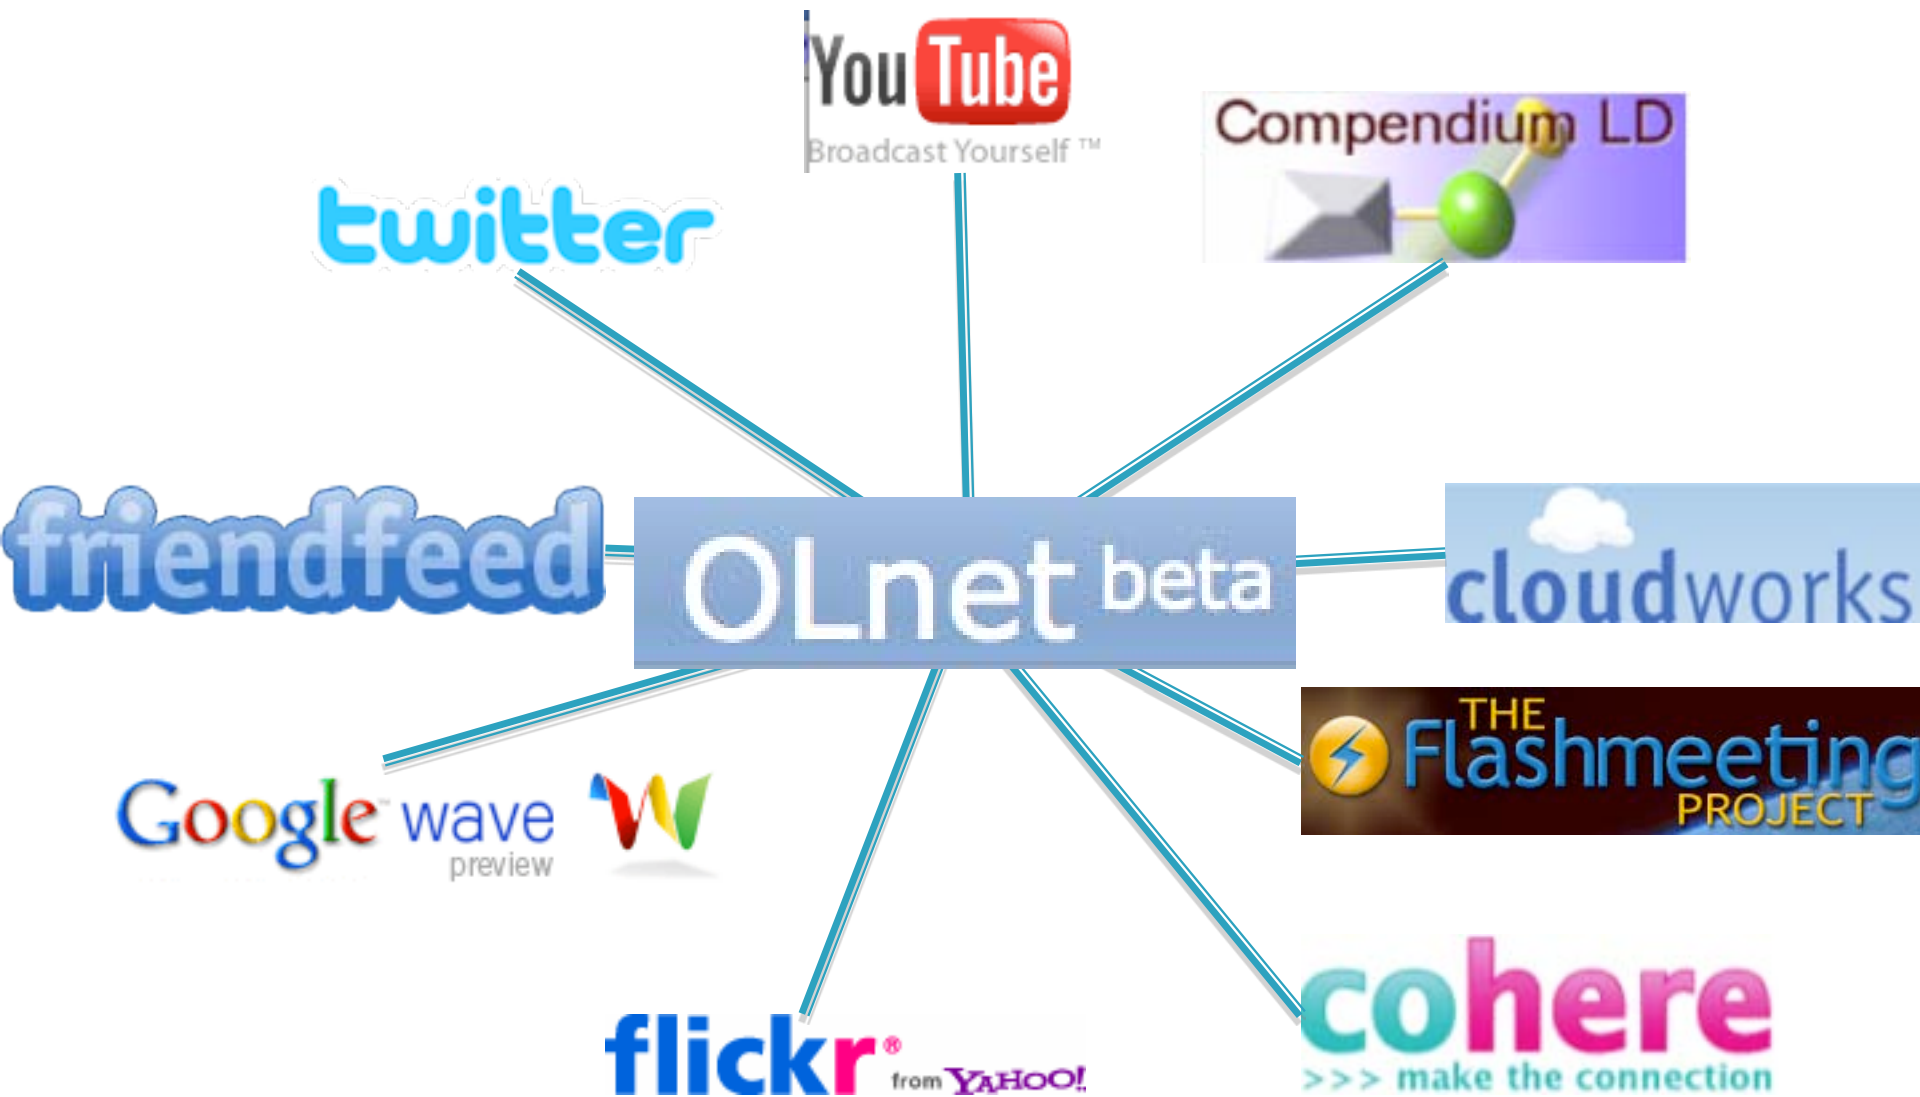 YouTube
Broadcast Yourself ™
Compendium LD
twitter
friendfeed
OLnet beta
cloudworks
THE
Flashmeeting
PROJECT
Google™ wave
preview
cohere
>>> make the connection
flickr®
from YAHOO!